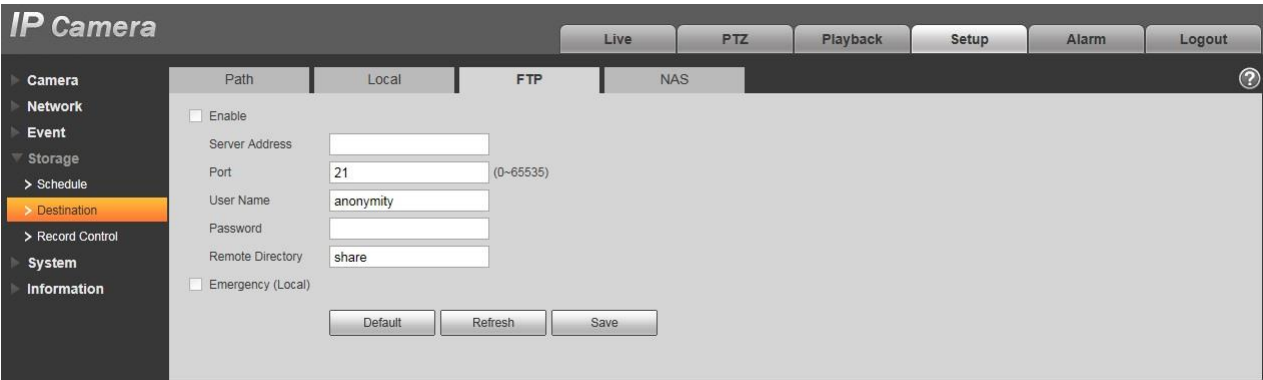 IP Camera
Live PTZ Playback Setup Alarm Logout
Camera
Network
Event
Storage
> Schedule
> Destination
> Record Control
System
Information
Path Local FTP NAS ?
Enable
Server Address
Port 21 (0~65535)
User Name anonymity
Password
Remote Directory share
Emergency (Local)
Default Refresh Save